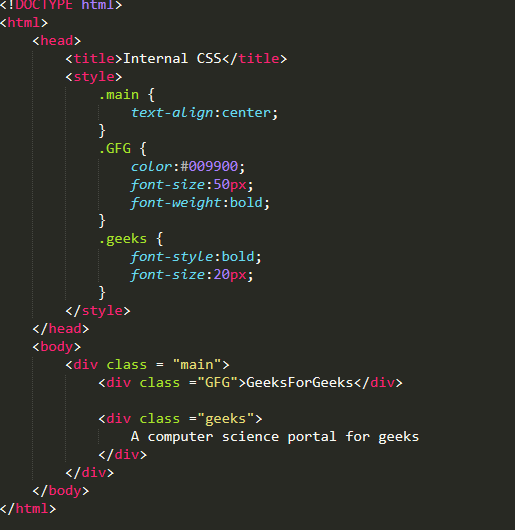 <!DOCTYPE html>
<html>
    <head>
        <title>Internal CSS</title>
        <style>
            .main {
                text-align:center;
            }
            .GFG {
                color:#009900;
                font-size:50px;
                font-weight:bold;
            }
            .geeks {
                font-style:bold;
                font-size:20px;
            }
        </style>
    </head>
    <body>
        <div class = "main">
            <div class ="GFG">GeeksForGeeks</div>

            <div class ="geeks">
                A computer science portal for geeks
            </div>
        </div>
    </body>
</html>